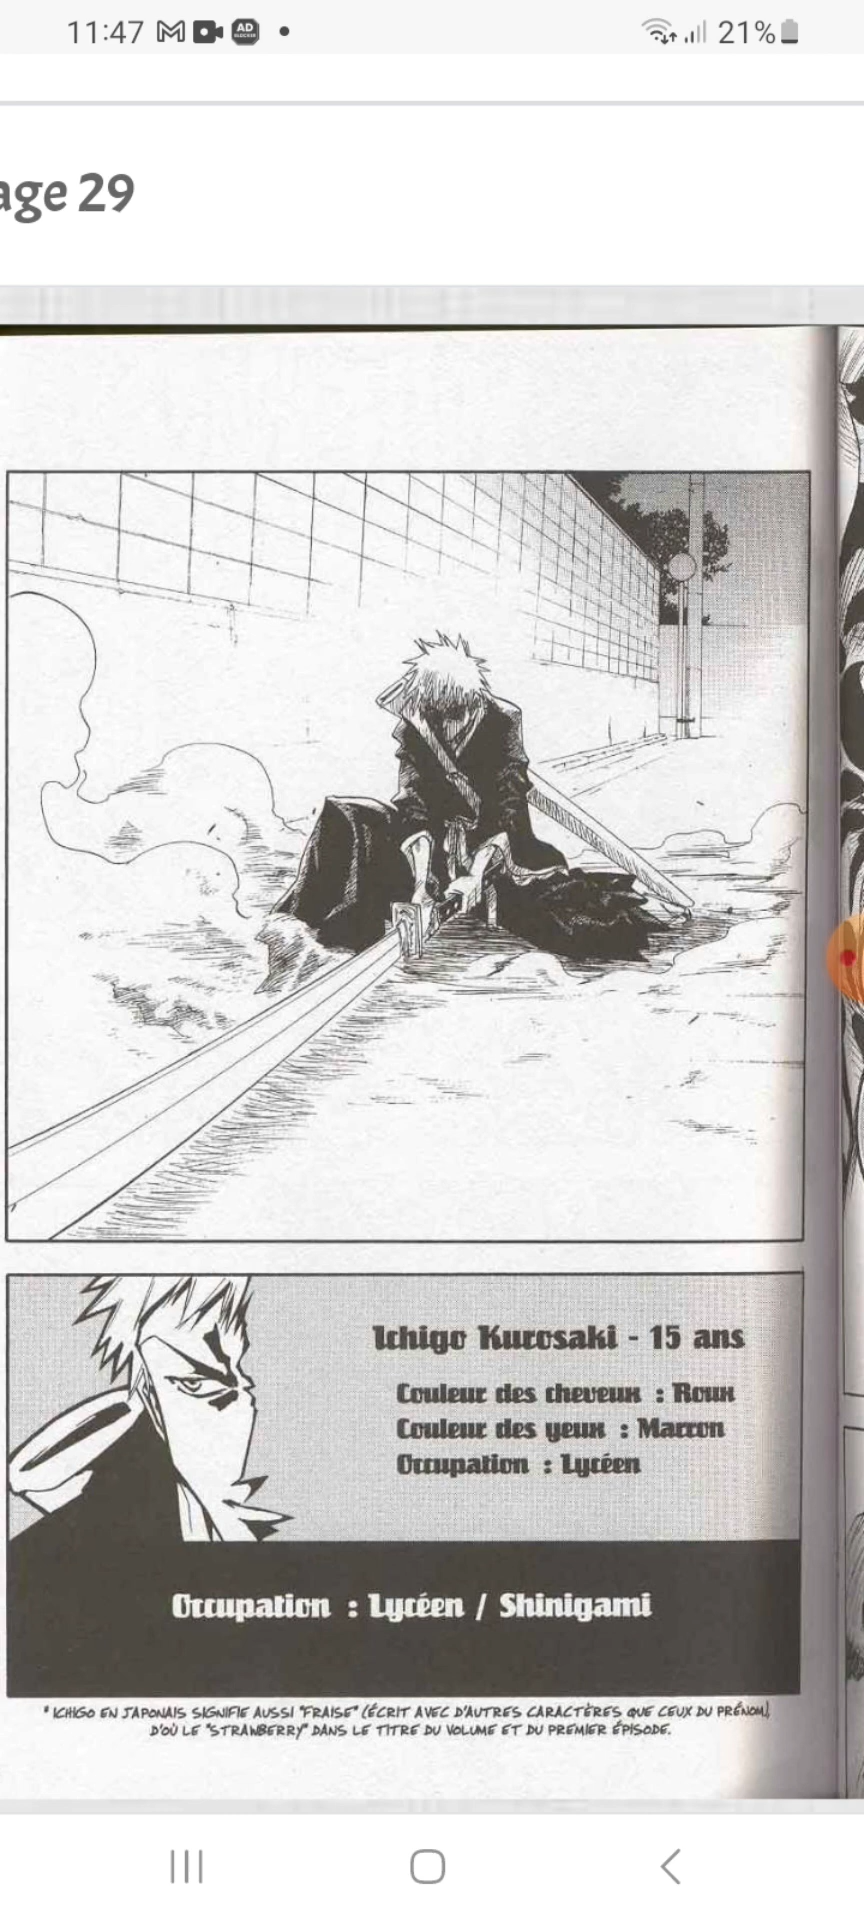 11:47
AD
21%
age 29
Ichigo Kurosaki - 15 ans
Couleur des cheveux : Roux
Couleur des yeux : Marron
Occupation : Lycéen
Occupation : Lycéen / Shinigami
* ICHIGO EN JAPONAIS SIGNIFIE AUSSI "FRAISE" (ÉCRIT AVEC D'AUTRES CARACTÈRES QUE CEUX DU PRÉNOM)
D'OÙ LE "STRAWBERRY" DANS LE TITRE DU VOLUME ET DU PREMIER ÉPISODE.